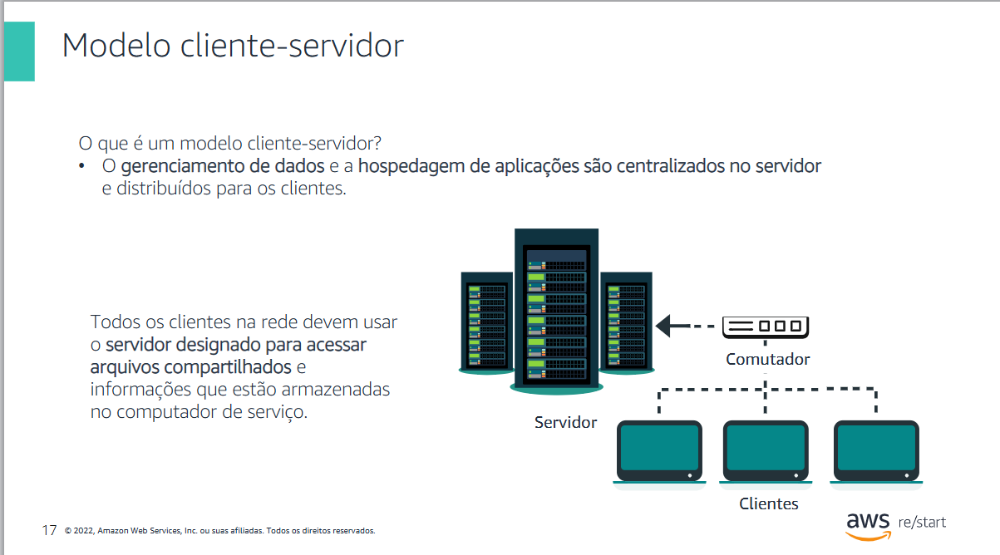 Modelo cliente-servidor
O que é um modelo cliente-servidor?
• O gerenciamento de dados e a hospedagem de aplicações são centralizados no servidor
e distribuídos para os clientes.
Todos os clientes na rede devem usar
o servidor designado para acessar
arquivos compartilhados e
informações que estão armazenadas
no computador de serviço.
Comutador
Servidor
Clientes
17 © 2022, Amazon Web Services, Inc. ou suas afiliadas. Todos os direitos reservados.
aws re/start